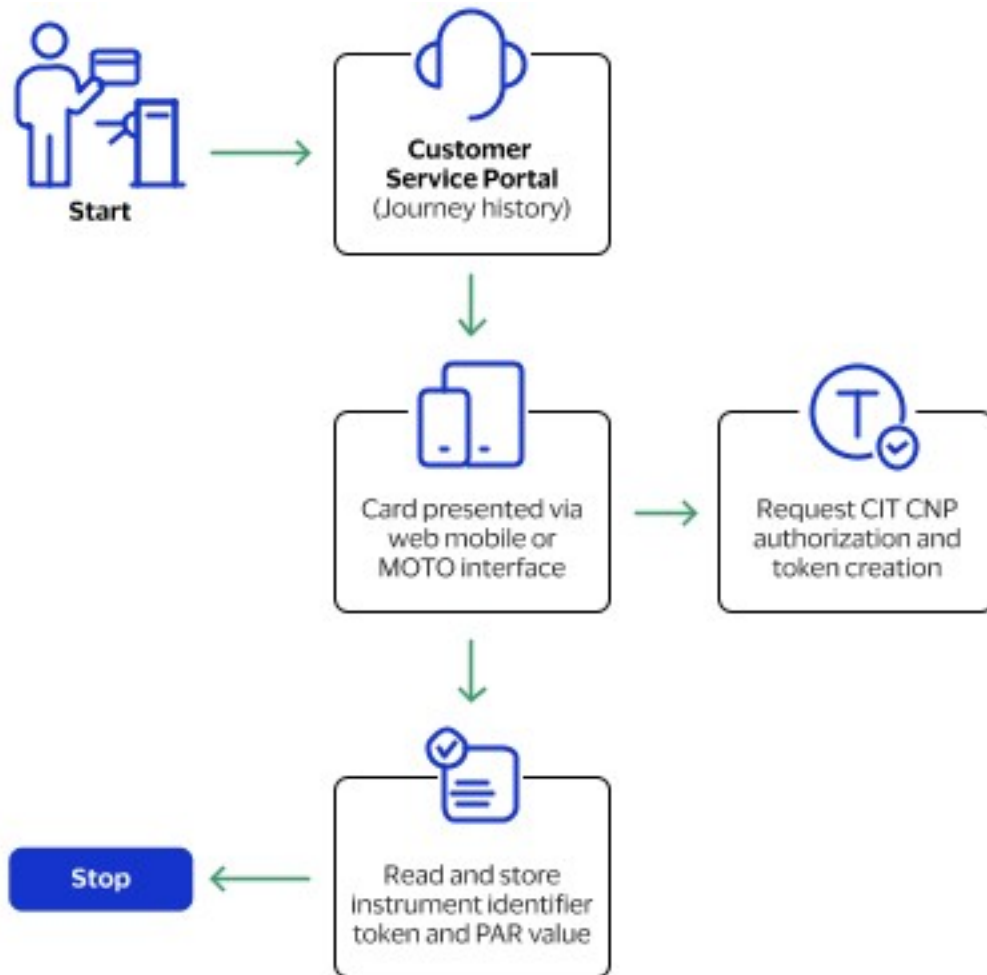 Start
Customer
Service Portal
(Journey history)
Card presented via
web mobile or
MOTO interface
Request CIT CNP
authorization and
token creation
Read and store
instrument identifier
token and PAR value
Stop